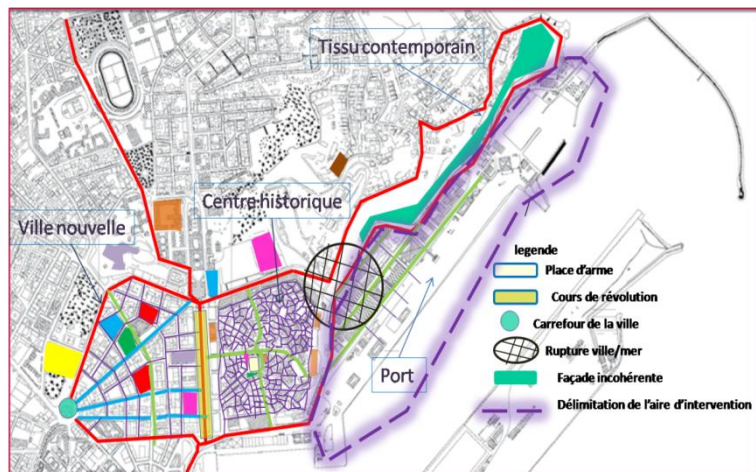 Tissu contemporain
Centre historique
Ville nouvelle
Port
legende
Place d'arme
Cours de révolution
Carrefour de la ville
Rupture ville/mer
Façade incohérente
Délimitation de l'aire d'intervention